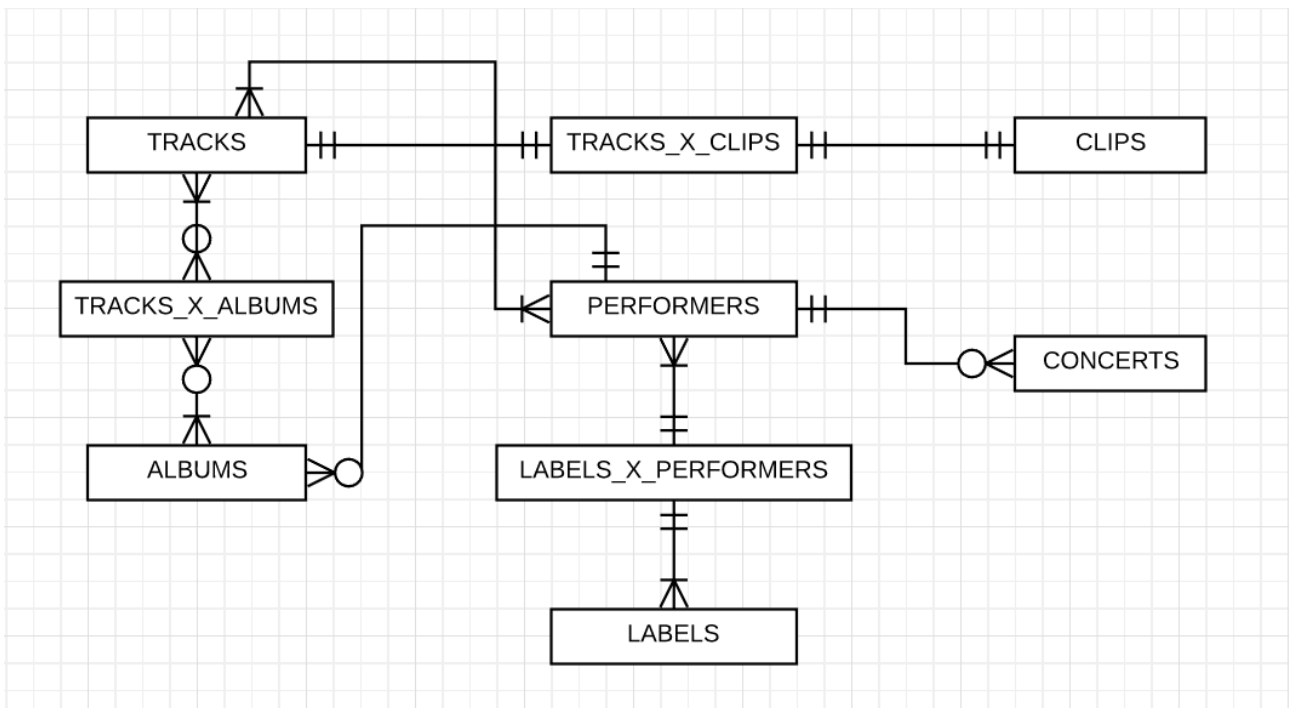 TRACKS
TRACKS_X_CLIPS
CLIPS
TRACKS_X_ALBUMS
PERFORMERS
CONCERTS
ALBUMS
LABELS_X_PERFORMERS
LABELS